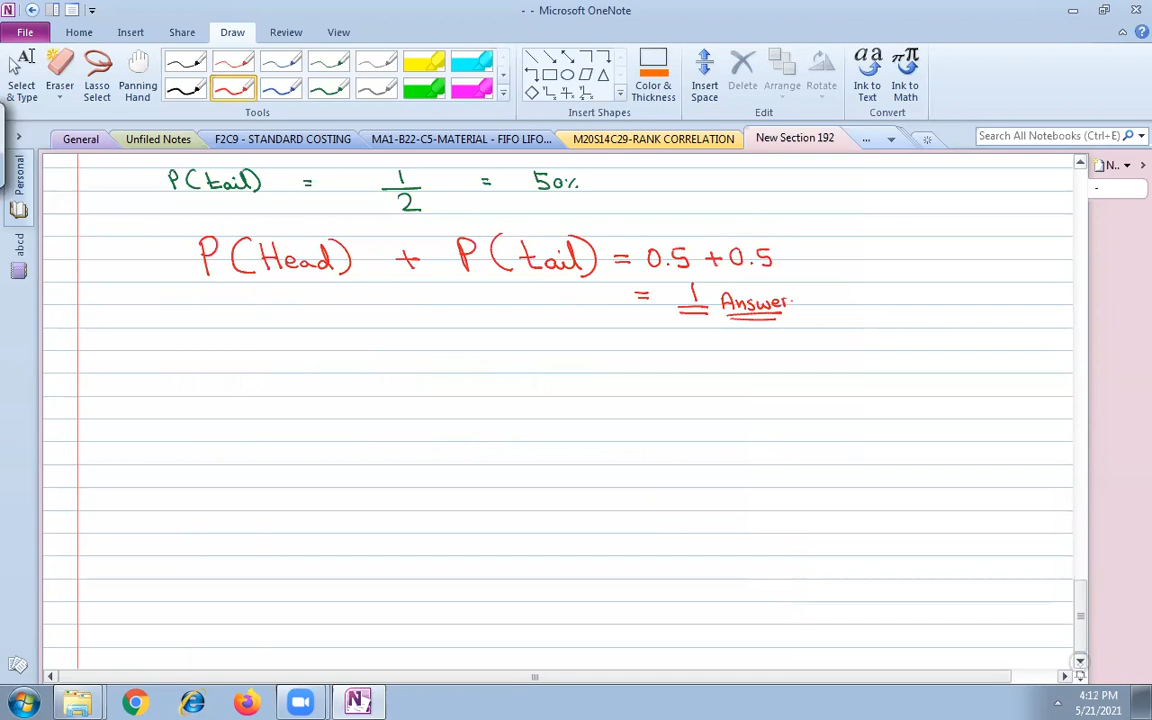 - - Microsoft OneNote
File Home Insert Share Draw Review View
Select & Type
Eraser
Lasso Select
Panning Hand
Color & Thickness
Insert Space
Delete
Arrange
Rotate
Ink to Text
Ink to Math
Tools Insert Shapes Edit Convert
General Unfiled Notes F2C9 - STANDARD COSTING MA1-B22-C5-MATERIAL - FIFO LIFO... M20S14C29-RANK CORRELATION New Section 192 ... Search All Notebooks (Ctrl+E)
N...
-
Personal
abcd
P(tail) = 1/2 = 50%
P(Head) + P(tail) = 0.5 + 0.5
= 1 Answer.
4:12 PM
5/21/2021